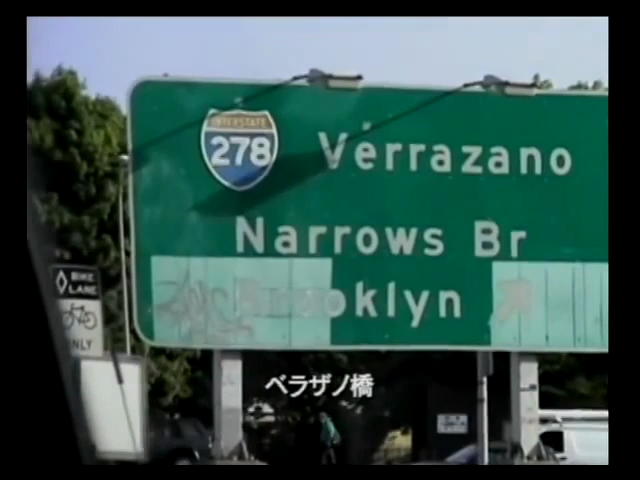 INTERSTATE
278
Verrazano
Narrows Br
Brooklyn
BIKE
LANE
ONLY
ベラザノ橋